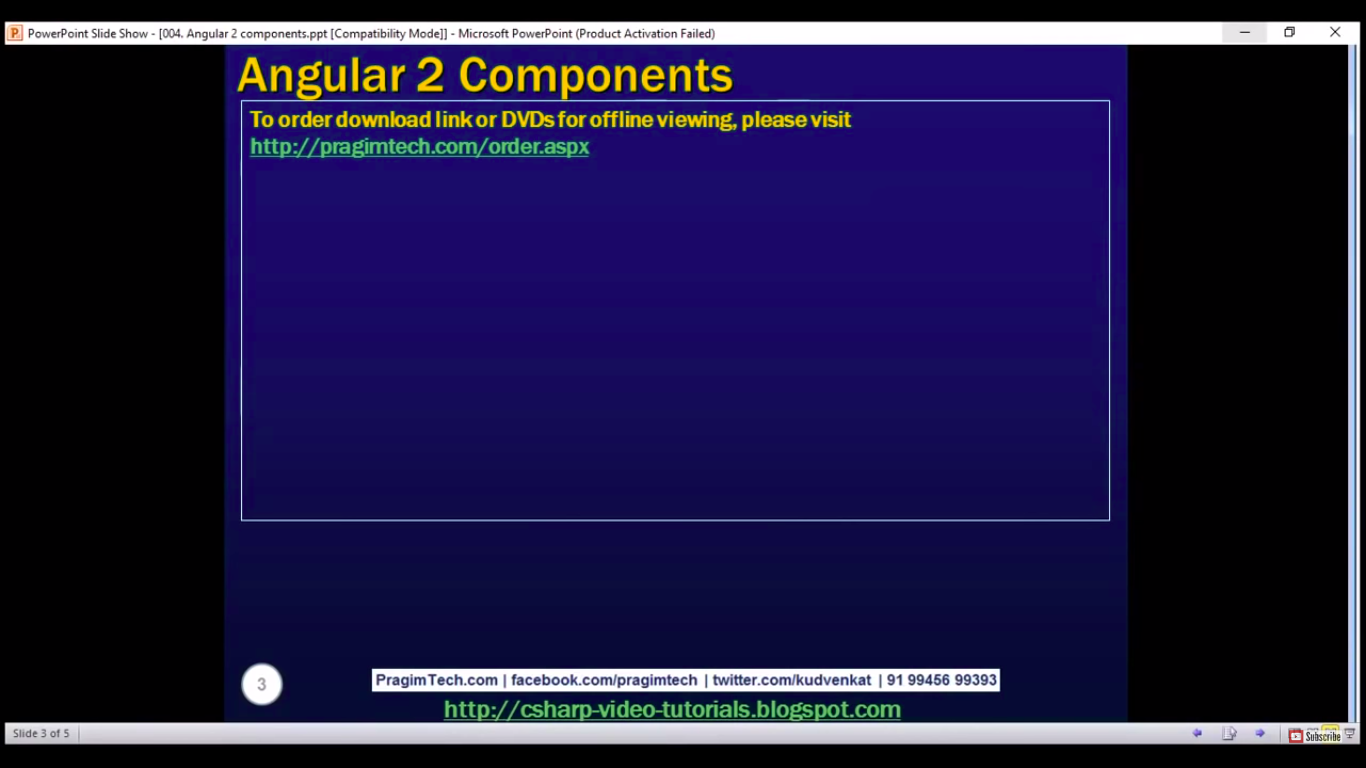 PowerPoint Slide Show - [004. Angular 2 components.ppt [Compatibility Mode]] - Microsoft PowerPoint (Product Activation Failed)
Angular 2 Components
To order download link or DVDs for offline viewing, please visit
http://pragimtech.com/order.aspx
3
PragimTech.com | facebook.com/pragimtech | twitter.com/kudvenkat | 91 99456 99393
http://csharp-video-tutorials.blogspot.com
Slide 3 of 5
Subscribe